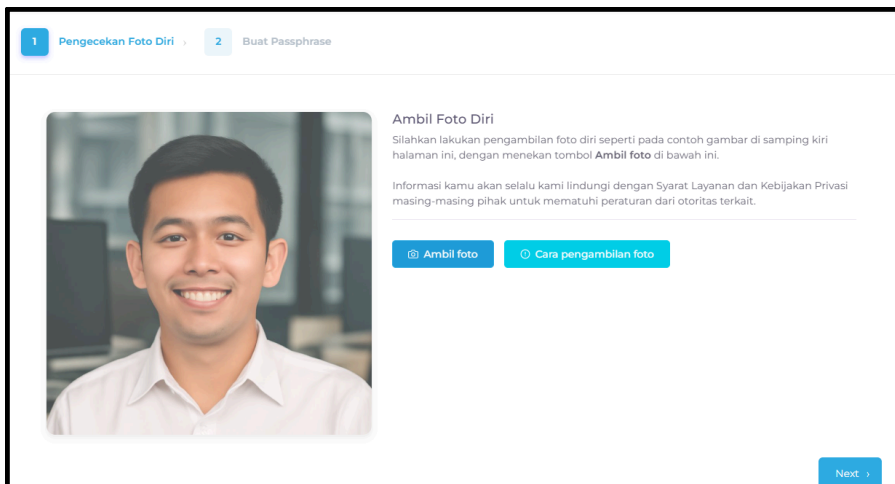 1 Pengecekan Foto Diri › 2 Buat Passphrase
Ambil Foto Diri
Silahkan lakukan pengambilan foto diri seperti pada contoh gambar di samping kiri
halaman ini, dengan menekan tombol Ambil foto di bawah ini.
Informasi kamu akan selalu kami lindungi dengan Syarat Layanan dan Kebijakan Privasi
masing-masing pihak untuk mematuhi peraturan dari otoritas terkait.
Ambil foto Cara pengambilan foto
Next ›